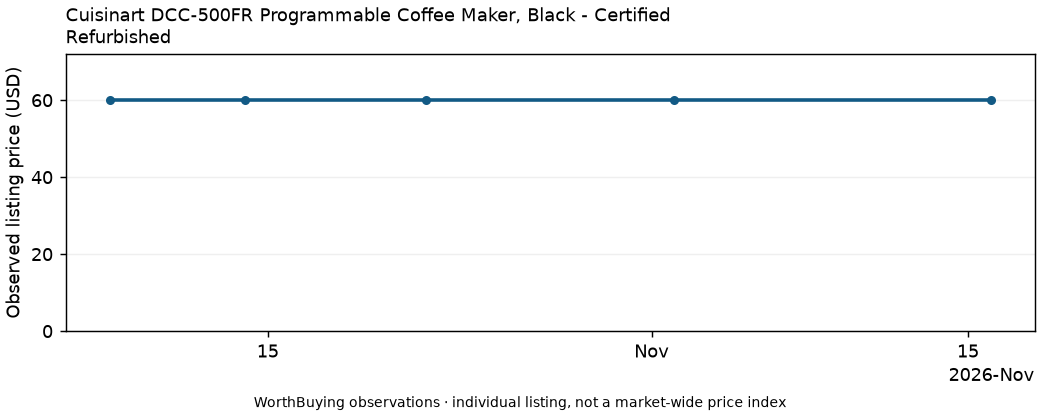 Cuisinart DCC-500FR Programmable Coffee Maker, Black - Certified
Refurbished
Observed listing price (USD)
60
40
20
0
15
Nov
15
2026-Nov
WorthBuying observations · individual listing, not a market-wide price index